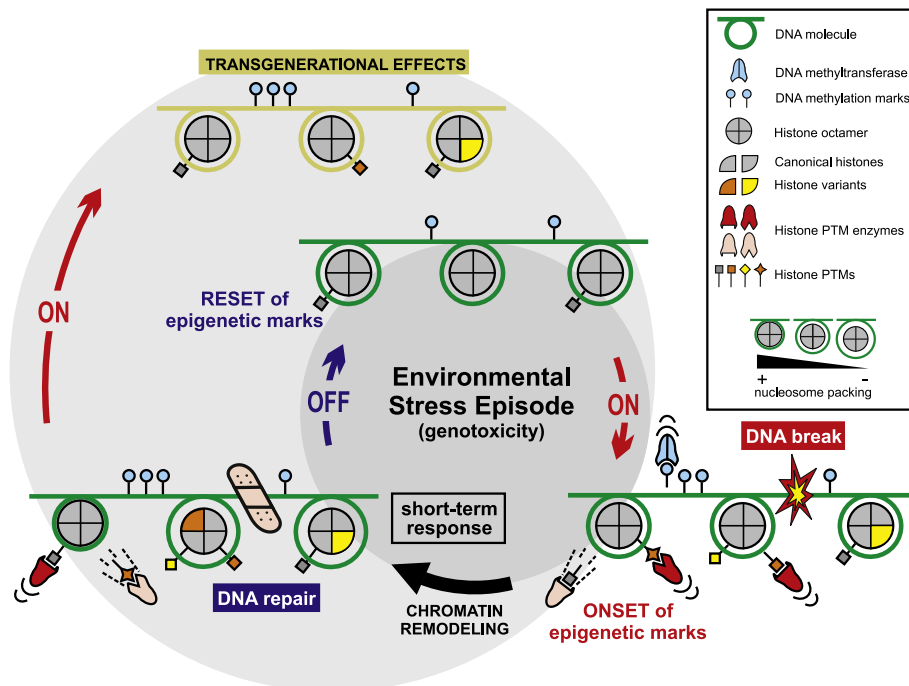 TRANSGENERATIONAL EFFECTS
ON
RESET of
epigenetic marks
OFF
Environmental
Stress Episode
(genotoxicity)
ON
DNA break
short-term
response
DNA repair
CHROMATIN
REMODELING
ONSET of
epigenetic marks
DNA molecule
DNA methyltransferase
DNA methylation marks
Histone octamer
Canonical histones
Histone variants
Histone PTM enzymes
Histone PTMs
+ -
nucleosome packing